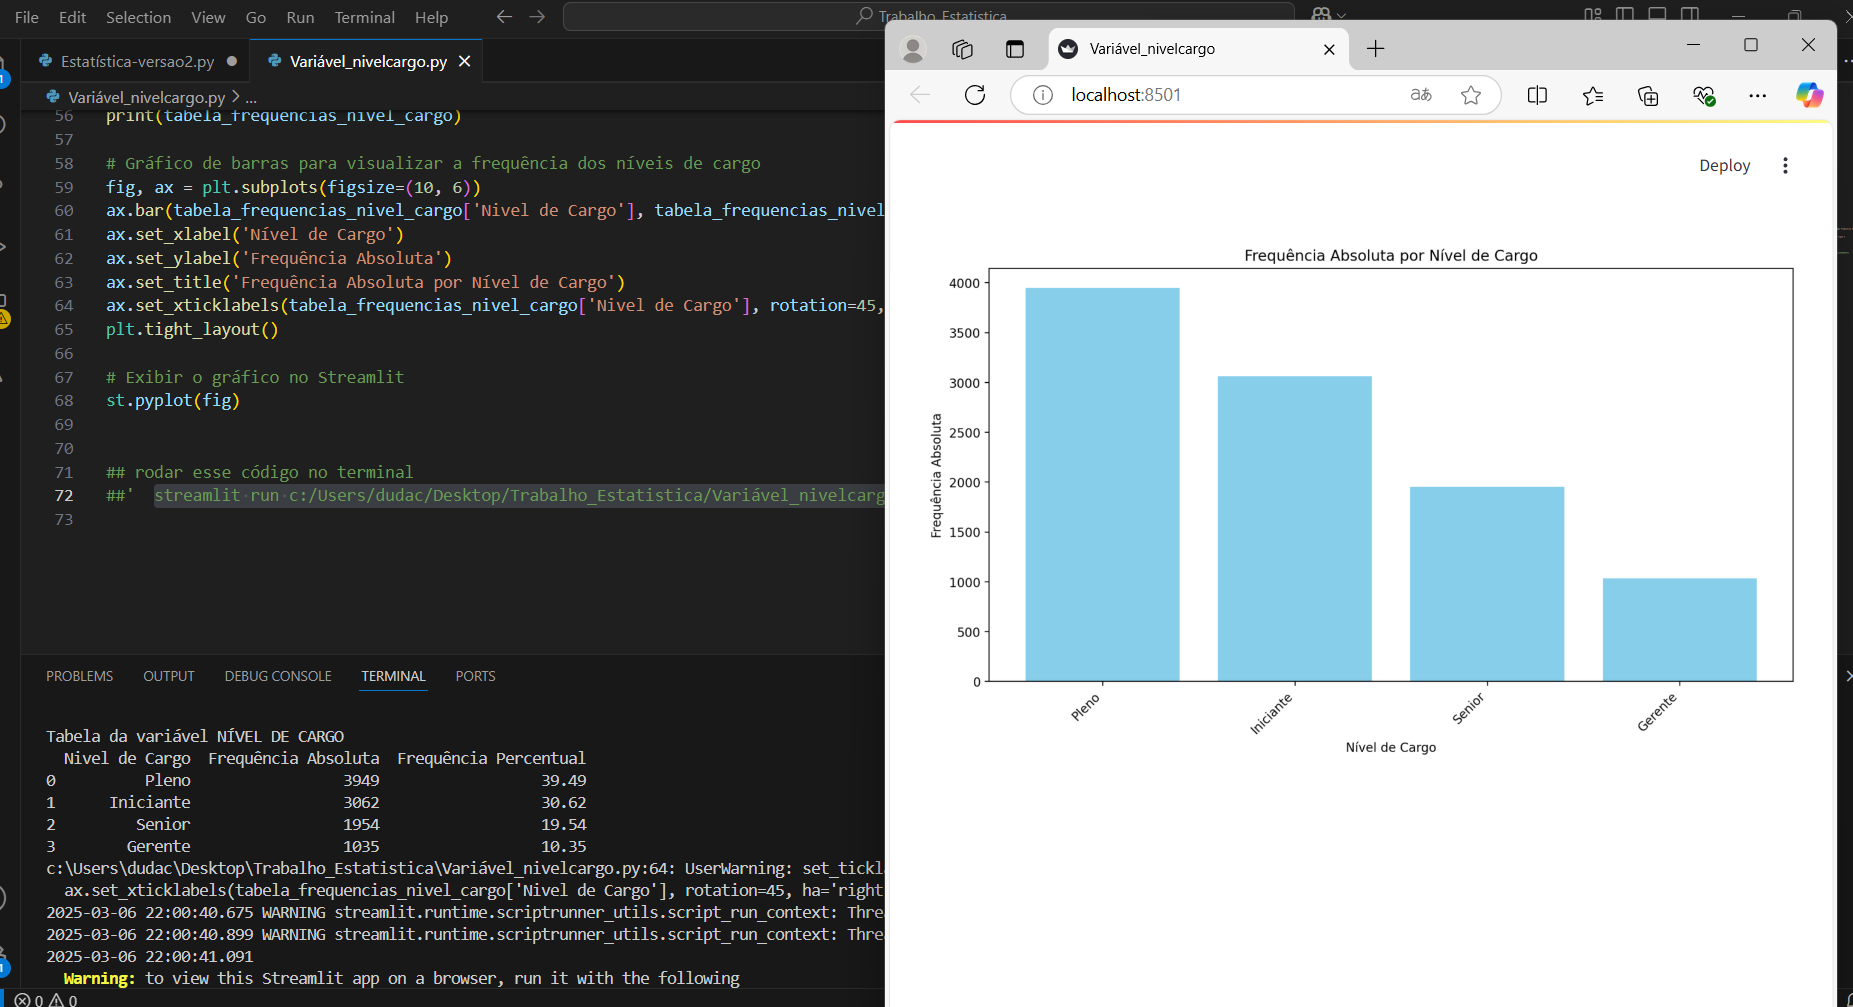 File Edit Selection View Go Run Terminal Help
Trabalho_Estatistica
Estatística-versao2.py
Variável_nivelcargo.py
Variável_nivelcargo.py > ...
56 print(tabela_frequencias_nivel_cargo)
57
58 # Gráfico de barras para visualizar a frequência dos níveis de cargo
59 fig, ax = plt.subplots(figsize=(10, 6))
60 ax.bar(tabela_frequencias_nivel_cargo['Nivel de Cargo'], tabela_frequencias_nivel
61 ax.set_xlabel('Nível de Cargo')
62 ax.set_ylabel('Frequência Absoluta')
63 ax.set_title('Frequência Absoluta por Nível de Cargo')
64 ax.set_xticklabels(tabela_frequencias_nivel_cargo['Nivel de Cargo'], rotation=45,
65 plt.tight_layout()
66
67 # Exibir o gráfico no Streamlit
68 st.pyplot(fig)
69
70
71 ## rodar esse código no terminal
72 ##' streamlit run c:/Users/dudac/Desktop/Trabalho_Estatistica/Variável_nivelcarg
73
PROBLEMS OUTPUT DEBUG CONSOLE TERMINAL PORTS
Tabela da variável NÍVEL DE CARGO
Nivel de Cargo Frequência Absoluta Frequência Percentual
0 Pleno 3949 39.49
1 Iniciante 3062 30.62
2 Senior 1954 19.54
3 Gerente 1035 10.35
c:\Users\dudac\Desktop\Trabalho_Estatistica\Variável_nivelcargo.py:64: UserWarning: set_tickl
ax.set_xticklabels(tabela_frequencias_nivel_cargo['Nivel de Cargo'], rotation=45, ha='right
2025-03-06 22:00:40.675 WARNING streamlit.runtime.scriptrunner_utils.script_run_context: Thre
2025-03-06 22:00:40.899 WARNING streamlit.runtime.scriptrunner_utils.script_run_context: Thre
2025-03-06 22:00:41.091
Warning: to view this Streamlit app on a browser, run it with the following
0 0
Variável_nivelcargo
localhost:8501
aあ
Deploy
Frequência Absoluta por Nível de Cargo
4000
3500
3000
2500
2000
1500
1000
500
0
Frequência Absoluta
Pleno
Iniciante
Senior
Gerente
Nível de Cargo